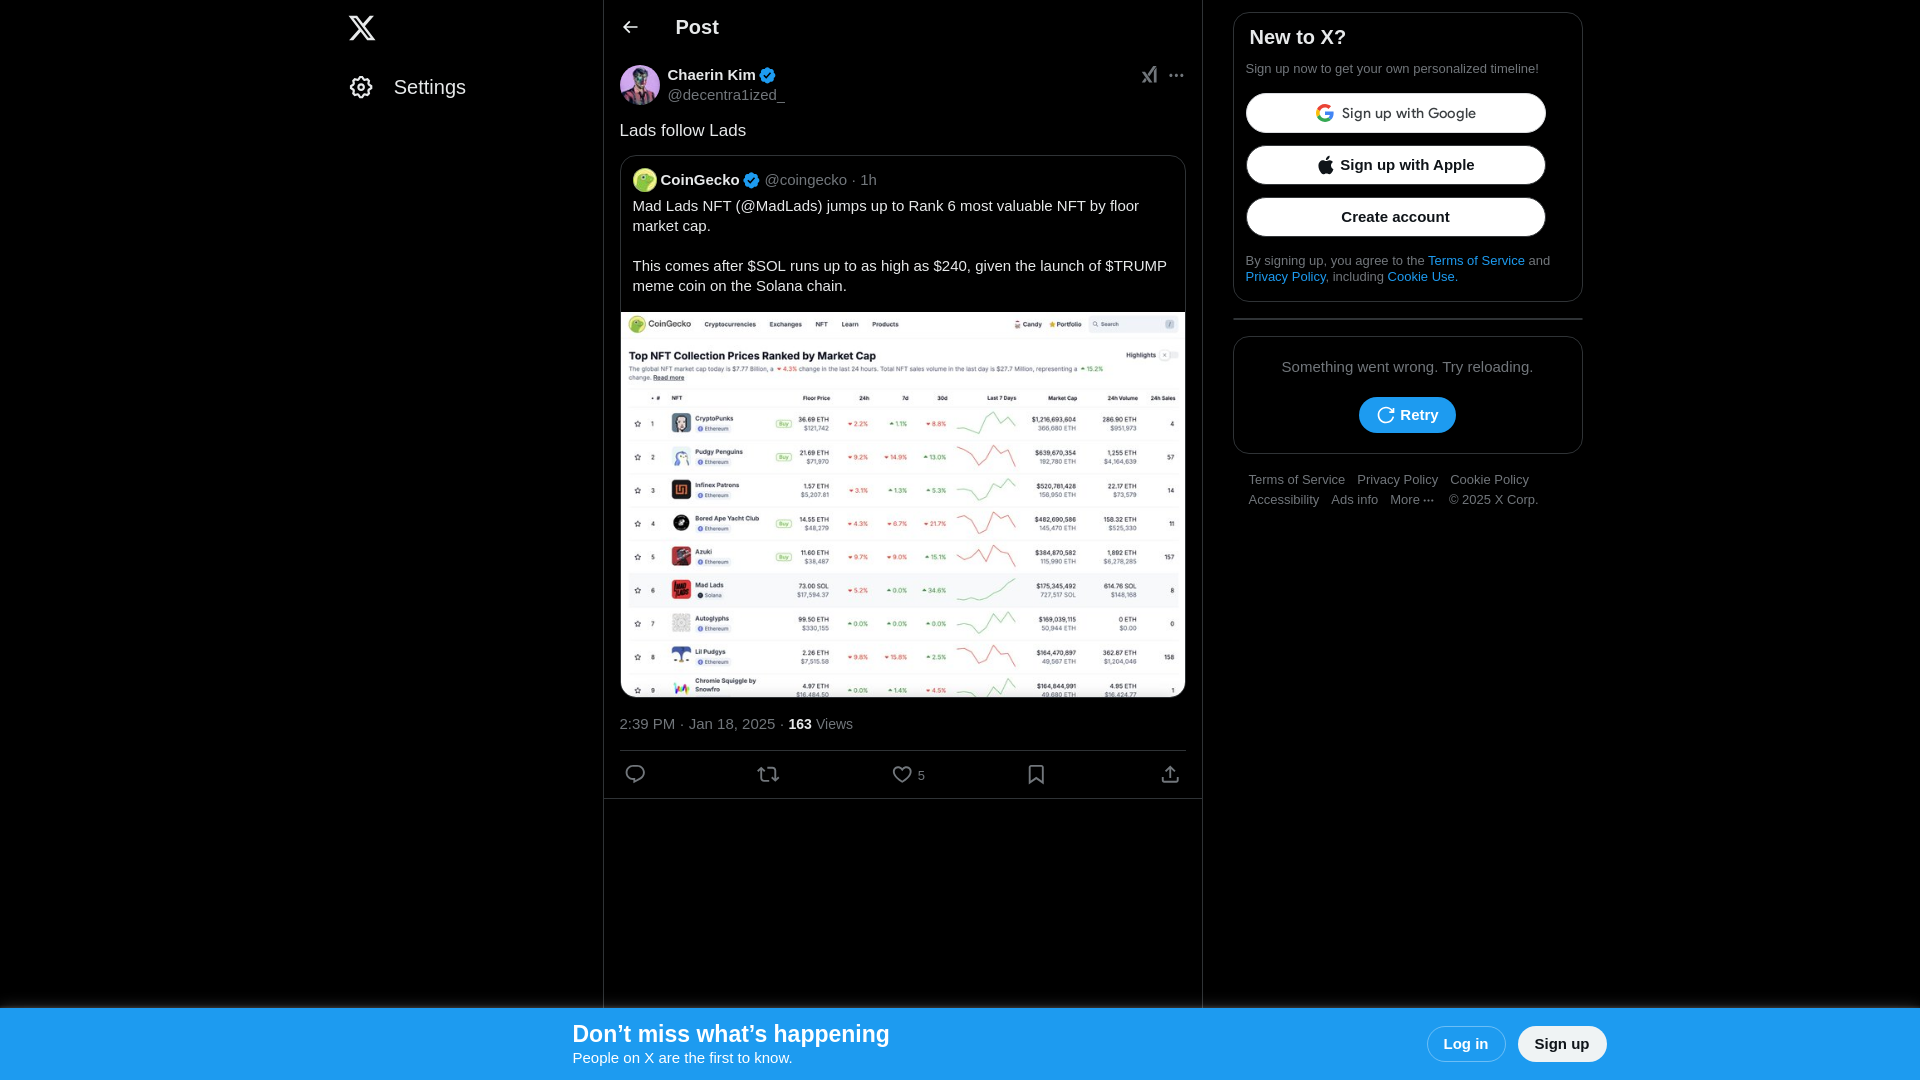 Settings
Post
Chaerin Kim
@decentra1ized_
Lads follow Lads
CoinGecko @coingecko · 1h
Mad Lads NFT (@MadLads) jumps up to Rank 6 most valuable NFT by floor
market cap.
This comes after $SOL runs up to as high as $240, given the launch of $TRUMP
meme coin on the Solana chain.
CoinGecko Cryptocurrencies Exchanges NFT Learn Products Candy Portfolio Search /
Top NFT Collection Prices Ranked by Market Cap Highlights
The global NFT market cap today is $7.77 Billion, a 4.3% change in the last 24 hours. Total NFT sales volume in the last day is $27.7 Million, representing a 15.2%
change. Read more
# NFT Floor Price 24h 7d 30d Last 7 Days Market Cap 24h Volume 24h Sales
1 CryptoPunks Ethereum Buy 36.69 ETH $121,742 2.2% 1.1% 8.8% $1,216,693,604 366,680 ETH 286.90 ETH $951,973 4
2 Pudgy Penguins Ethereum Buy 21.69 ETH $71,970 9.2% 14.9% 13.0% $639,670,354 192,780 ETH 1,255 ETH $4,164,639 57
3 Infinex Patrons Ethereum 1.57 ETH $5,207.81 3.1% 1.3% 5.3% $520,781,428 156,950 ETH 22.17 ETH $73,579 14
4 Bored Ape Yacht Club Ethereum Buy 14.55 ETH $48,279 4.3% 6.7% 21.7% $482,690,586 145,470 ETH 158.32 ETH $525,330 11
5 Azuki Ethereum Buy 11.60 ETH $38,487 9.7% 9.0% 15.1% $384,870,582 115,990 ETH 1,892 ETH $6,278,285 157
6 Mad Lads Solana 73.00 SOL $17,594.37 5.2% 0.0% 34.6% $175,345,492 727,517 SOL 614.76 SOL $148,168 8
7 Autoglyphs Ethereum 99.50 ETH $330,155 0.0% 0.0% 0.0% $169,039,115 50,944 ETH 0 ETH $0.00 0
8 Lil Pudgys Ethereum 2.26 ETH $7,515.59 9.8% 15.8% 2.5% $164,470,897 49,567 ETH 362.87 ETH $1,204,046 158
9 Chromie Squiggle by Snowfro 4.97 ETH $16,484.50 0.0% 1.4% 4.5% $164,844,991 49,680 ETH 4.95 ETH $16,424.77 1
2:39 PM · Jan 18, 2025 · 163 Views
5
New to X?
Sign up now to get your own personalized timeline!
Sign up with Google
Sign up with Apple
Create account
By signing up, you agree to the Terms of Service and
Privacy Policy, including Cookie Use.
Something went wrong. Try reloading.
Retry
Terms of Service Privacy Policy Cookie Policy
Accessibility Ads info More ··· © 2025 X Corp.
Don’t miss what’s happening
People on X are the first to know.
Log in
Sign up